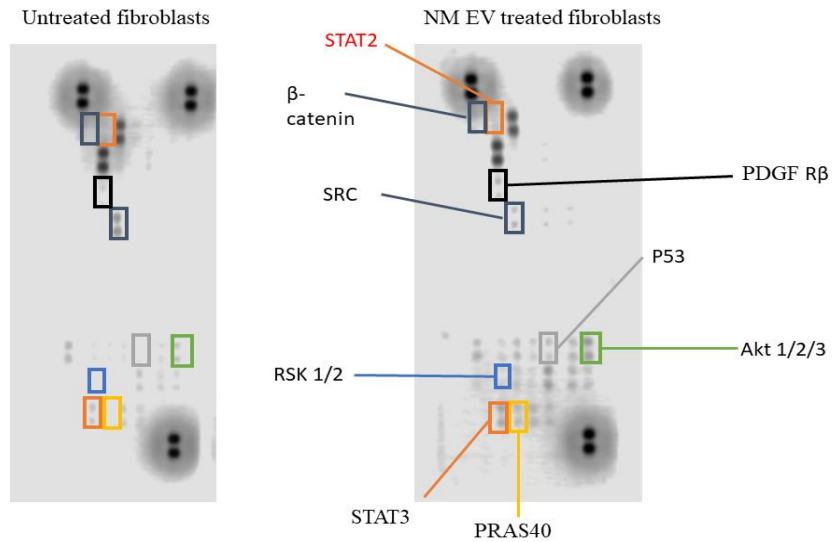 Untreated fibroblasts
NM EV treated fibroblasts
STAT2
β-
catenin
PDGF Rβ
SRC
P53
Akt 1/2/3
RSK 1/2
STAT3
PRAS40